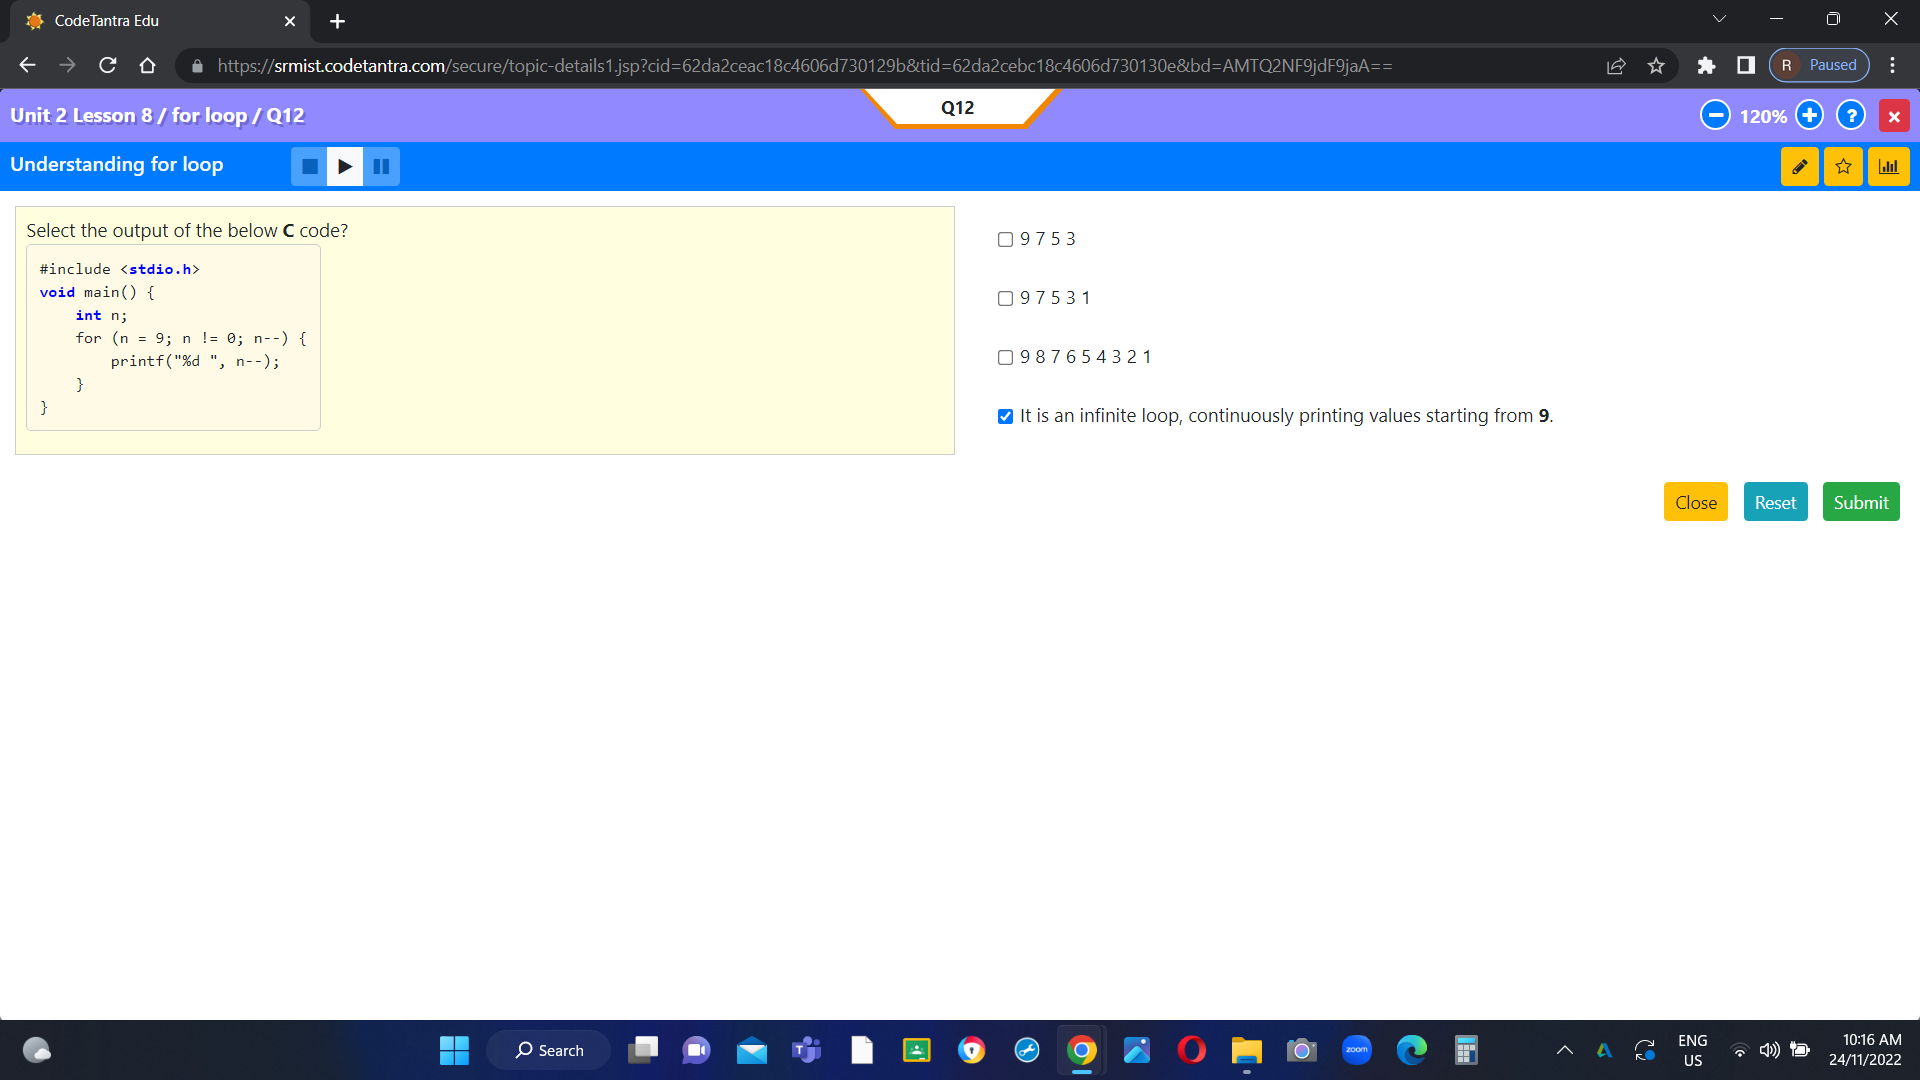 CodeTantra Edu
https://srmist.codetantra.com/secure/topic-details1.jsp?cid=62da2ceac18c4606d730129b&tid=62da2cebc18c4606d730130e&bd=AMTQ2NF9jdF9jaA==
R Paused
Unit 2 Lesson 8 / for loop / Q12
Q12
120%
?
Understanding for loop
Select the output of the below C code?
#include <stdio.h>
void main() {
    int n;
    for (n = 9; n != 0; n--) {
        printf("%d ", n--);
    }
}
9 7 5 3
9 7 5 3 1
9 8 7 6 5 4 3 2 1
It is an infinite loop, continuously printing values starting from 9.
Close Reset Submit
Search
zoom
ENG
US
10:16 AM
24/11/2022